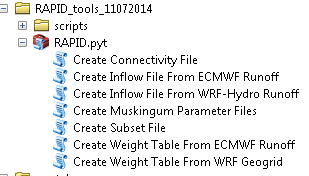 RAPID_tools_11072014
scripts
RAPID.pyt
Create Connectivity File
Create Inflow File From ECMWF Runoff
Create Inflow File From WRF-Hydro Runoff
Create Muskingum Parameter Files
Create Subset File
Create Weight Table From ECMWF Runoff
Create Weight Table From WRF Geogrid